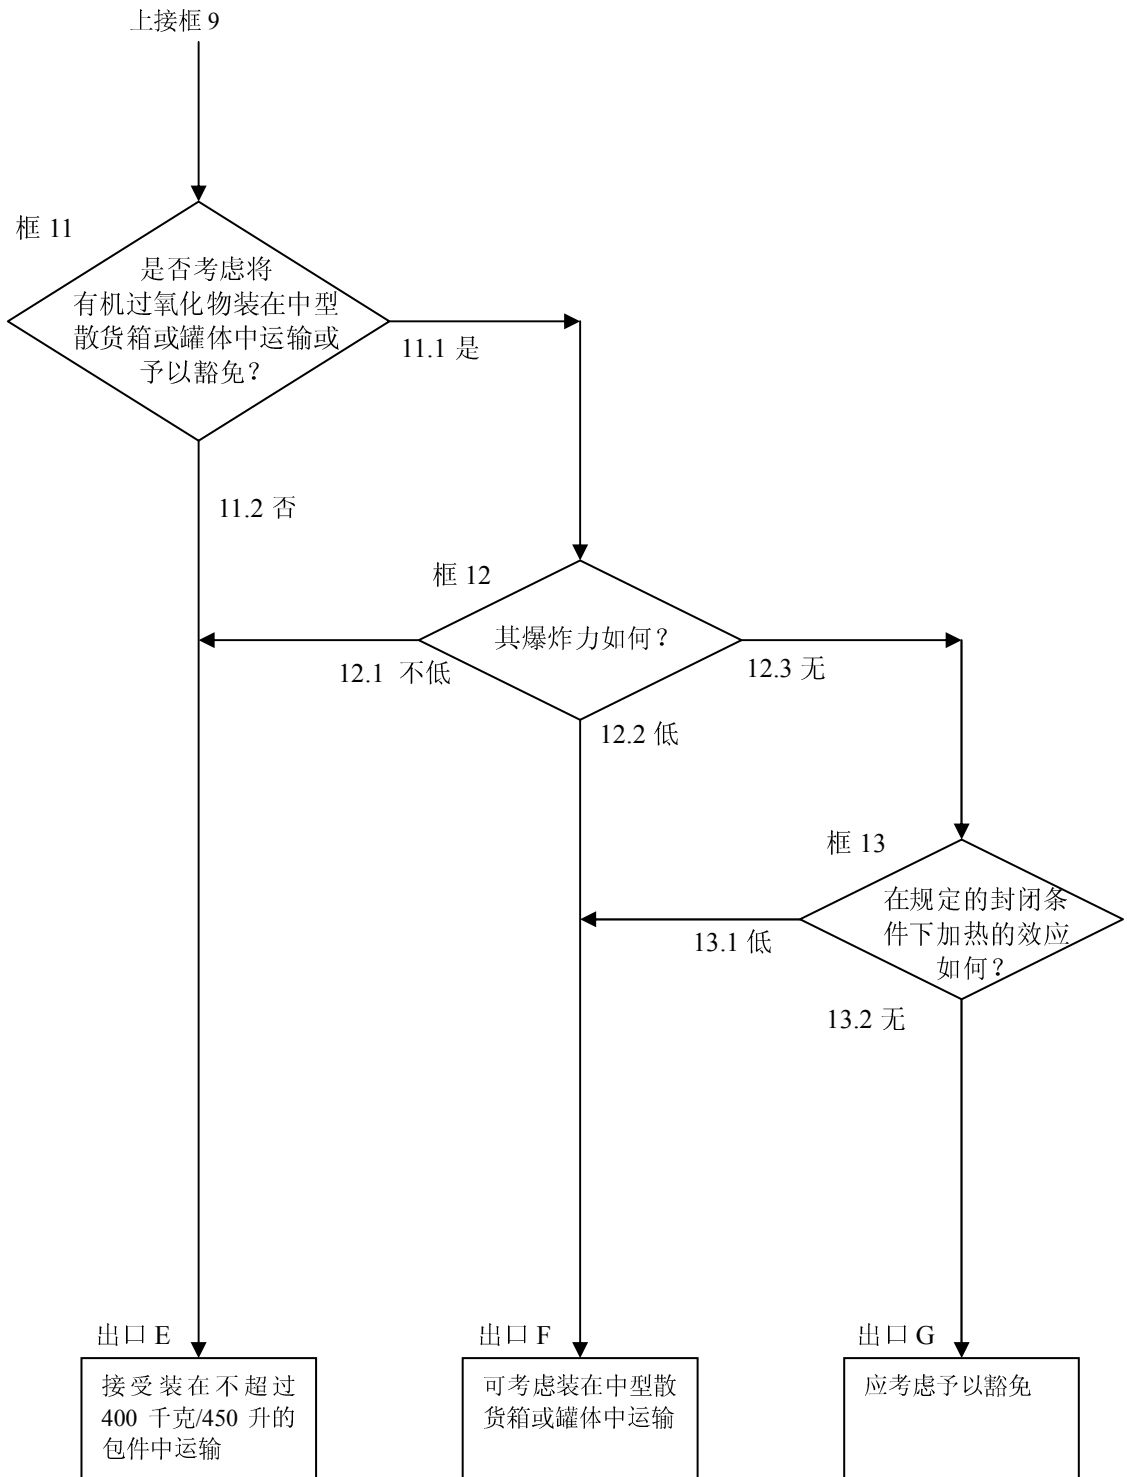 上接框 9
框 11
是否考虑将
有机过氧化物装在中型
散货箱或罐体中运输或
予以豁免？
11.1 是
11.2 否
框 12
其爆炸力如何？
12.1 不低
12.3 无
12.2 低
框 13
在规定的封闭条
件下加热的效应
如何？
13.1 低
13.2 无
出口 E
接受装在不超过
400 千克/450 升的
包件中运输
出口 F
可考虑装在中型散
货箱或罐体中运输
出口 G
应考虑予以豁免